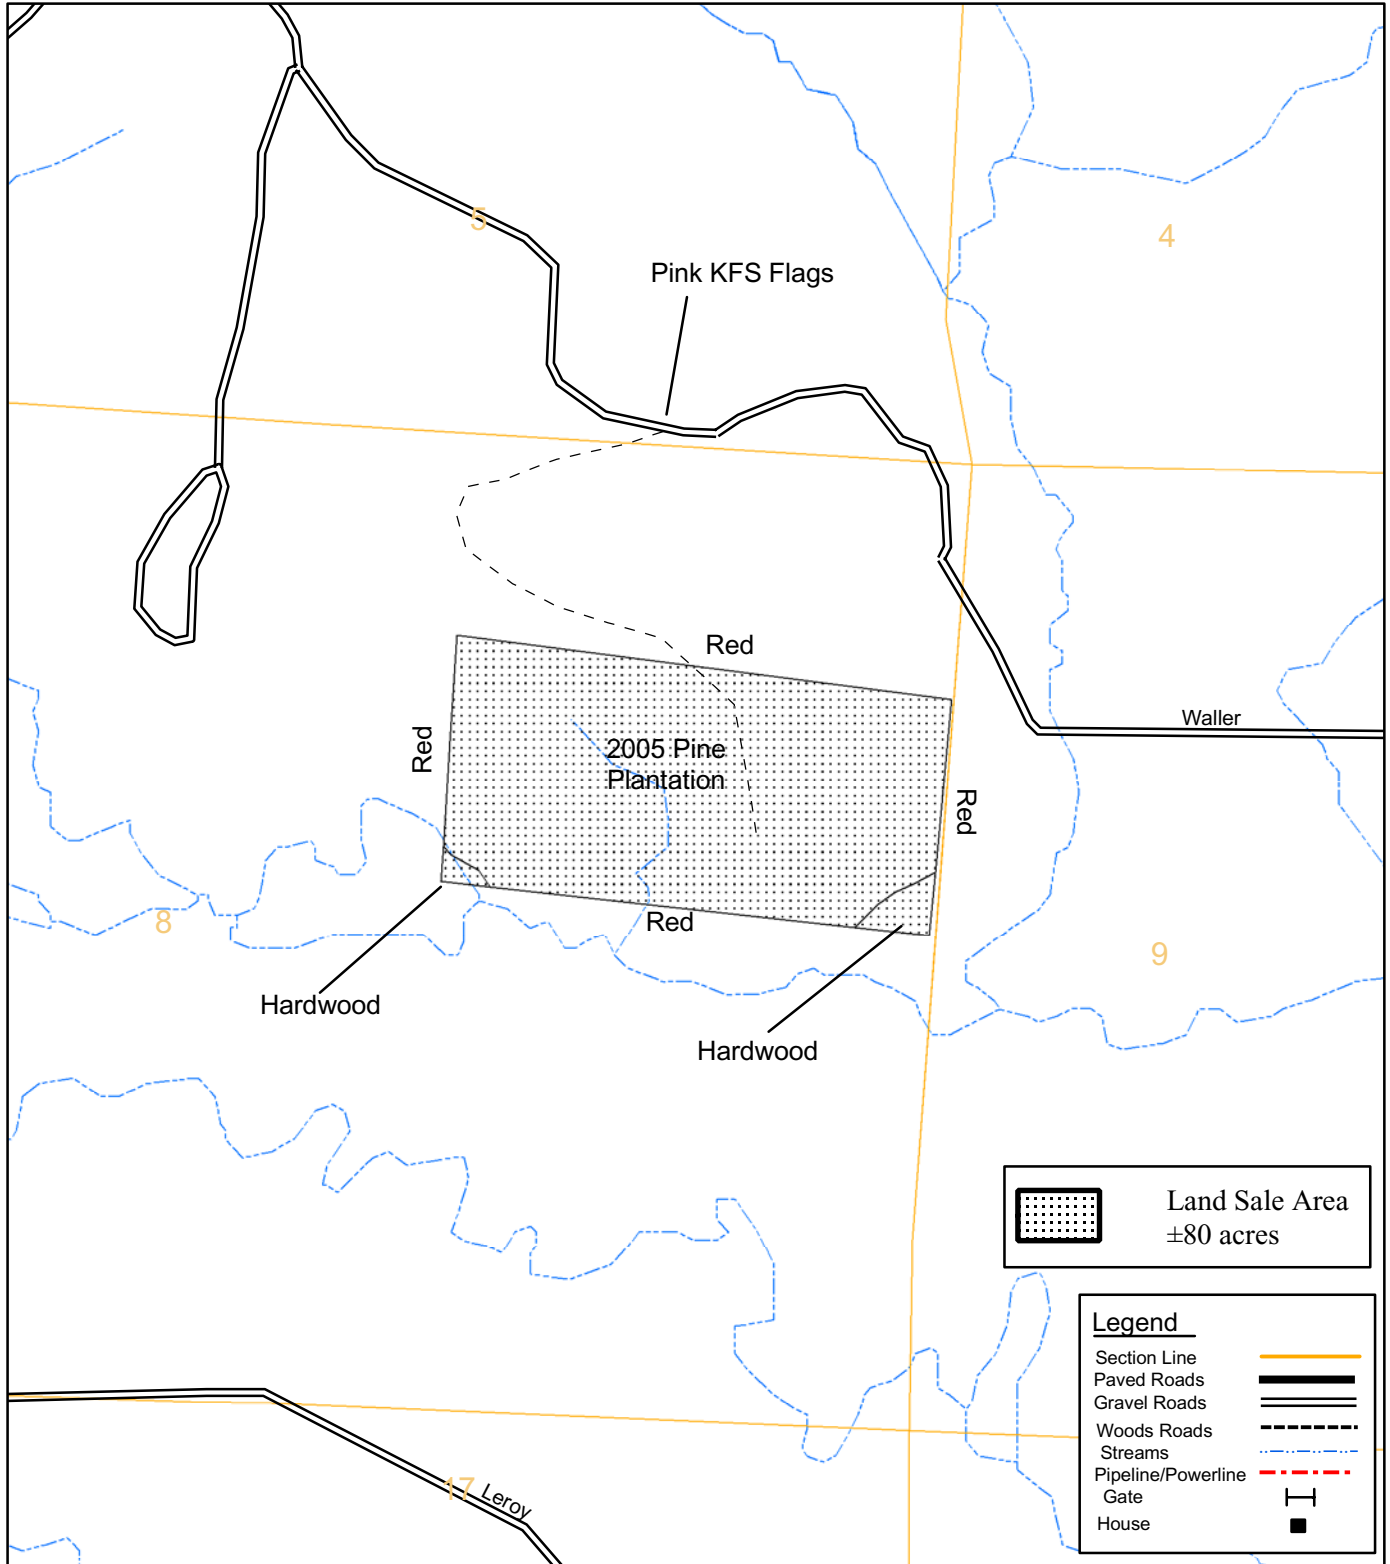 5
4
Pink KFS Flags
Red
Waller
Red
2005 Pine
Plantation
Red
Red
8
9
Hardwood
Hardwood
Land Sale Area
±80 acres
Legend
Section Line
Paved Roads
Gravel Roads
Woods Roads
Streams
Pipeline/Powerline
Gate
House
17
Leroy